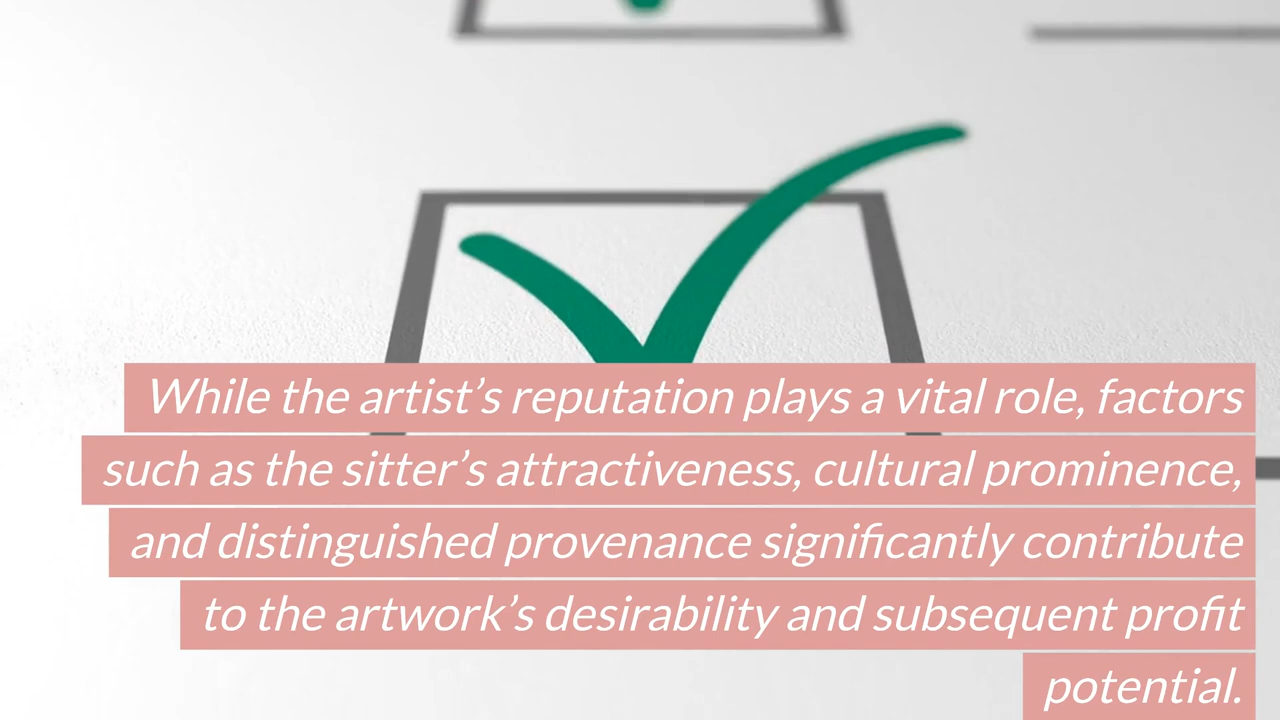 While the artist’s reputation plays a vital role, factors
such as the sitter’s attractiveness, cultural prominence,
and distinguished provenance significantly contribute
to the artwork’s desirability and subsequent profit
potential.